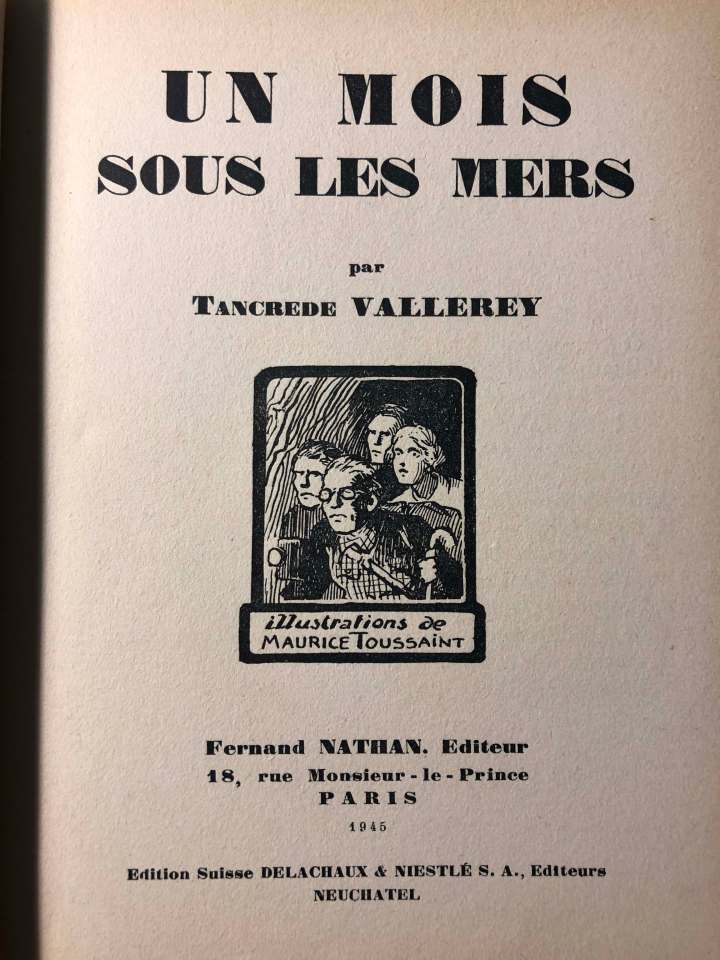 UN MOIS
SOUS LES MERS
par
TANCREDE VALLEREY
illustrations de
MAURICE TOUSSAINT
Fernand NATHAN. Editeur
18, rue Monsieur-le-Prince
PARIS
1945
Edition Suisse DELACHAUX & NIESTLÉ S. A., Editeurs
NEUCHATEL